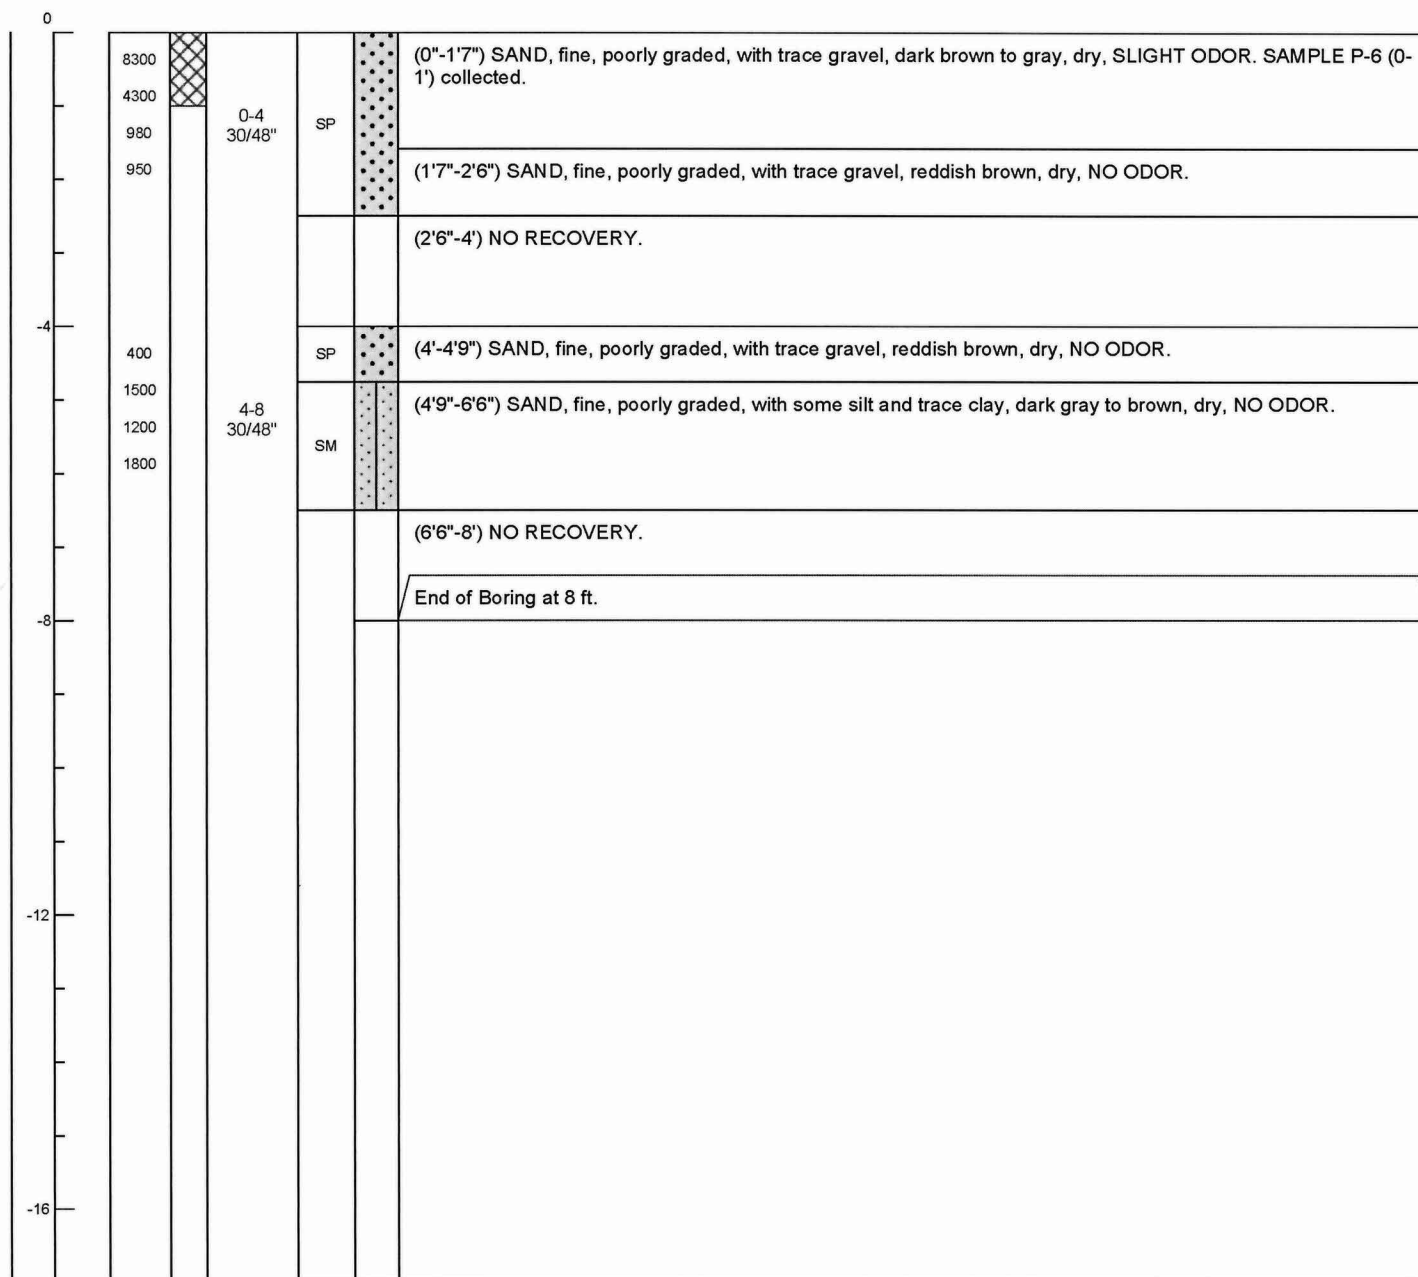 0
8300
4300
980
950
0-4
30/48"
SP
(0"-1'7") SAND, fine, poorly graded, with trace gravel, dark brown to gray, dry, SLIGHT ODOR. SAMPLE P-6 (0-
1') collected.
(1'7"-2'6") SAND, fine, poorly graded, with trace gravel, reddish brown, dry, NO ODOR.
(2'6"-4') NO RECOVERY.
-4
400
1500
1200
1800
4-8
30/48"
SP
(4'-4'9") SAND, fine, poorly graded, with trace gravel, reddish brown, dry, NO ODOR.
SM
(4'9"-6'6") SAND, fine, poorly graded, with some silt and trace clay, dark gray to brown, dry, NO ODOR.
(6'6"-8') NO RECOVERY.
End of Boring at 8 ft.
-8
-12
-16